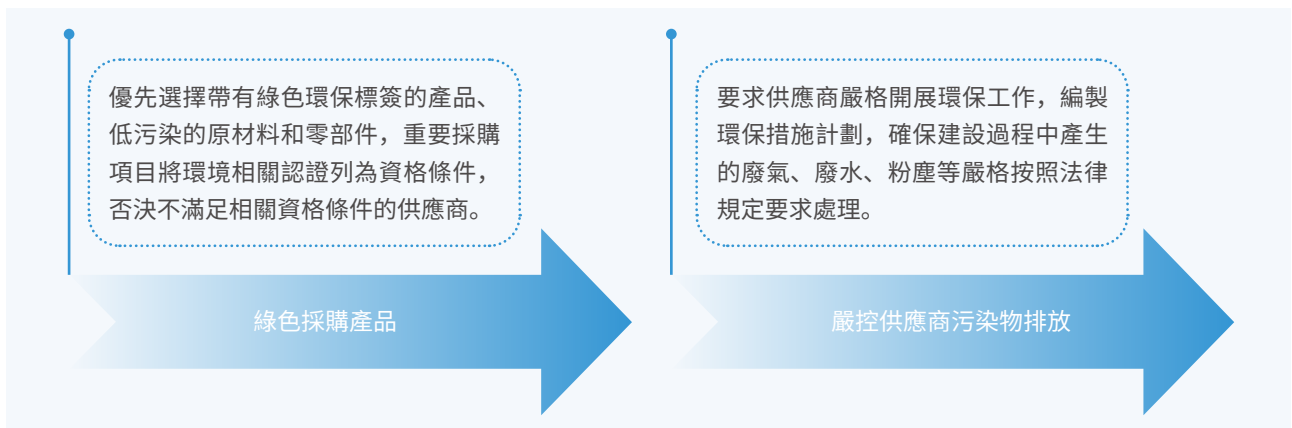 優先選擇帶有綠色環保標簽的產品、
低污染的原材料和零部件，重要採購
項目將環境相關認證列為資格條件，
否決不滿足相關資格條件的供應商。
綠色採購產品
要求供應商嚴格開展環保工作，編製
環保措施計劃，確保建設過程中產生
的廢氣、廢水、粉塵等嚴格按照法律
規定要求處理。
嚴控供應商污染物排放